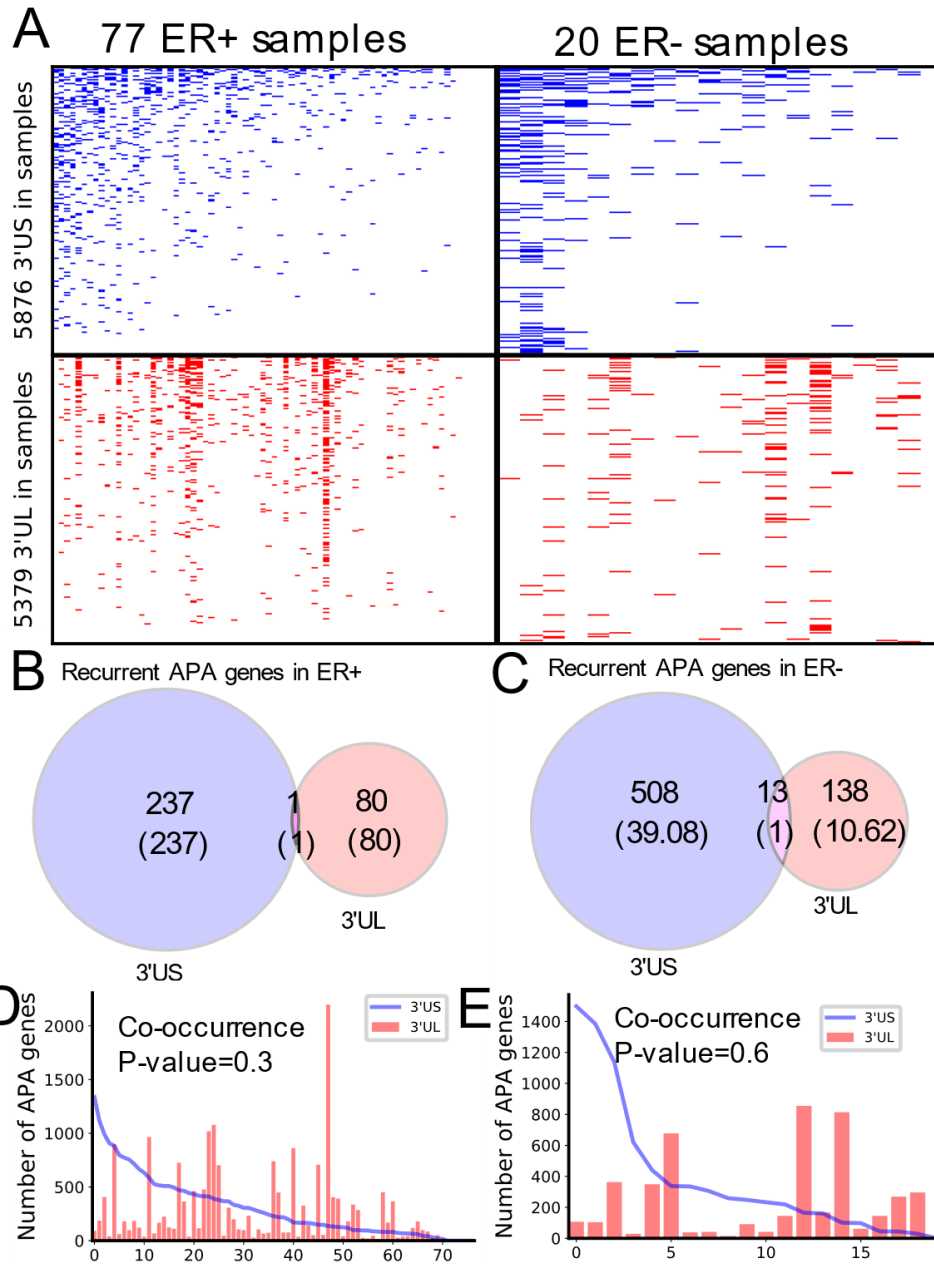 A
77 ER+ samples
20 ER- samples
5876 3'US in samples
5379 3'UL in samples
B
Recurrent APA genes in ER+
237
(237)
1
(1)
80
(80)
3'UL
3'US
C
Recurrent APA genes in ER-
508
(39.08)
13
(1)
138
(10.62)
3'UL
3'US
D
Number of APA genes
Co-occurrence
P-value=0.3
3'US
3'UL
2000
1500
1000
500
0
0 10 20 30 40 50 60 70
E
Number of APA genes
Co-occurrence
P-value=0.6
3'US
3'UL
1400
1200
1000
800
600
400
200
0
0 5 10 15